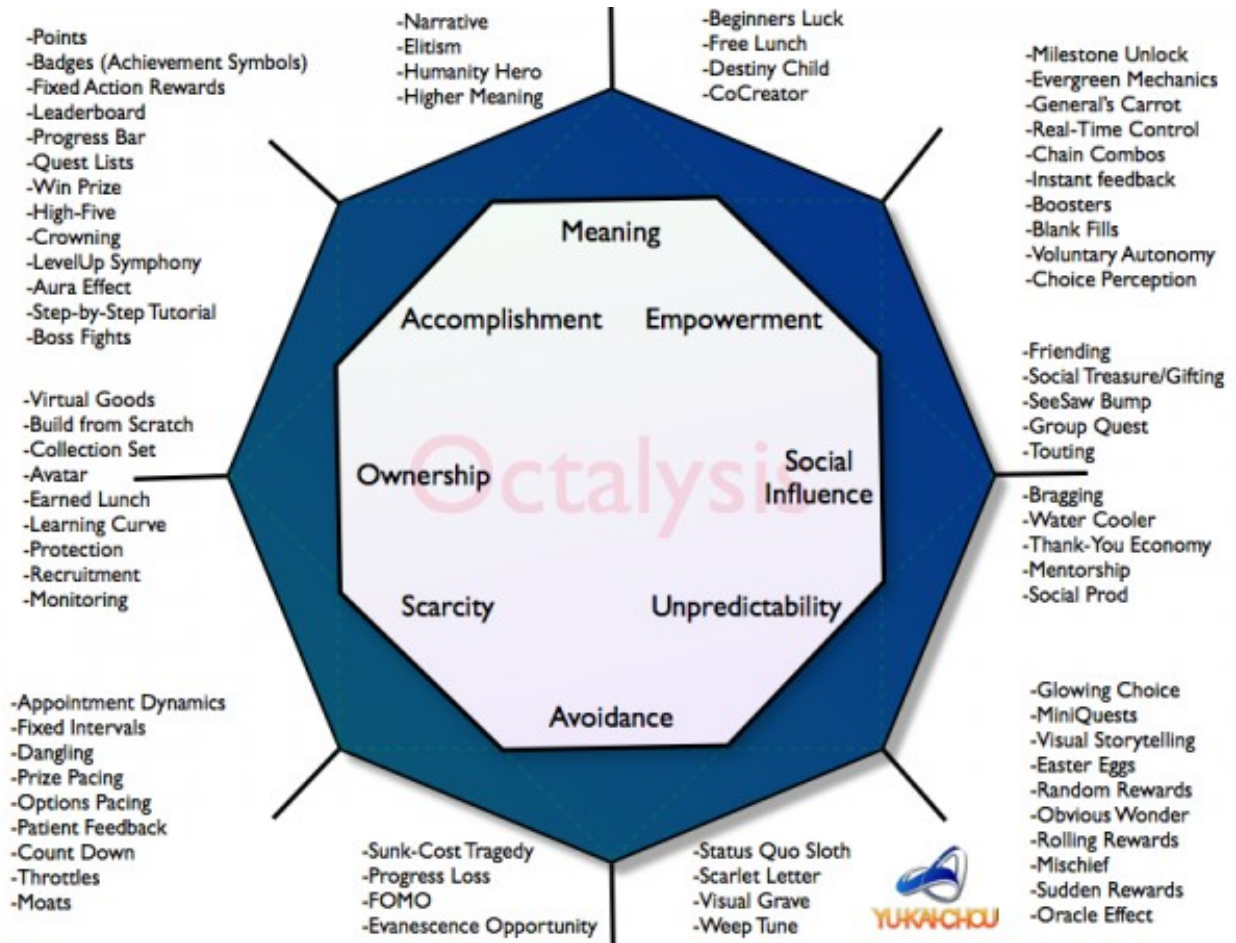 -Points
-Badges (Achievement Symbols)
-Fixed Action Rewards
-Leaderboard
-Progress Bar
-Quest Lists
-Win Prize
-High-Five
-Crowning
-LevelUp Symphony
-Aura Effect
-Step-by-Step Tutorial
-Boss Fights
-Narrative
-Elitism
-Humanity Hero
-Higher Meaning
-Beginners Luck
-Free Lunch
-Destiny Child
-CoCreator
-Milestone Unlock
-Evergreen Mechanics
-General's Carrot
-Real-Time Control
-Chain Combos
-Instant feedback
-Boosters
-Blank Fills
-Voluntary Autonomy
-Choice Perception
Meaning
Accomplishment
Empowerment
Ownership
Octalysis
Social
Influence
Scarcity
Unpredictability
Avoidance
-Virtual Goods
-Build from Scratch
-Collection Set
-Avatar
-Earned Lunch
-Learning Curve
-Protection
-Recruitment
-Monitoring
-Friending
-Social Treasure/Gifting
-SeeSaw Bump
-Group Quest
-Touting
-Bragging
-Water Cooler
-Thank-You Economy
-Mentorship
-Social Prod
-Appointment Dynamics
-Fixed Intervals
-Dangling
-Prize Pacing
-Options Pacing
-Patient Feedback
-Count Down
-Throttles
-Moats
-Sunk-Cost Tragedy
-Progress Loss
-FOMO
-Evanescence Opportunity
-Status Quo Sloth
-Scarlet Letter
-Visual Grave
-Weep Tune
YU-KAI-CHOU
-Glowing Choice
-MiniQuests
-Visual Storytelling
-Easter Eggs
-Random Rewards
-Obvious Wonder
-Rolling Rewards
-Mischief
-Sudden Rewards
-Oracle Effect